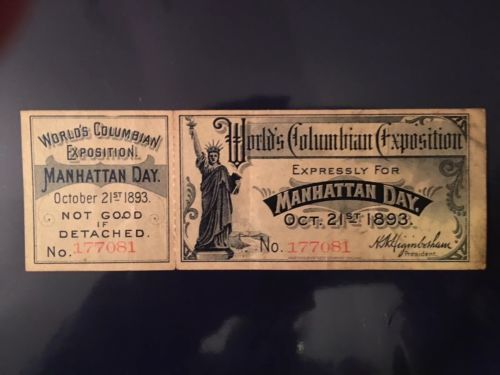 WORLD'S COLUMBIAN
EXPOSITION.
MANHATTAN DAY.
October 21ST 1893.
NOT GOOD
IF
DETACHED.
No. 177081
World's Columbian Exposition
EXPRESSLY FOR
MANHATTAN DAY.
OCT. 21ST 1893.
No. 177081
H.N. Higinbotham
President.